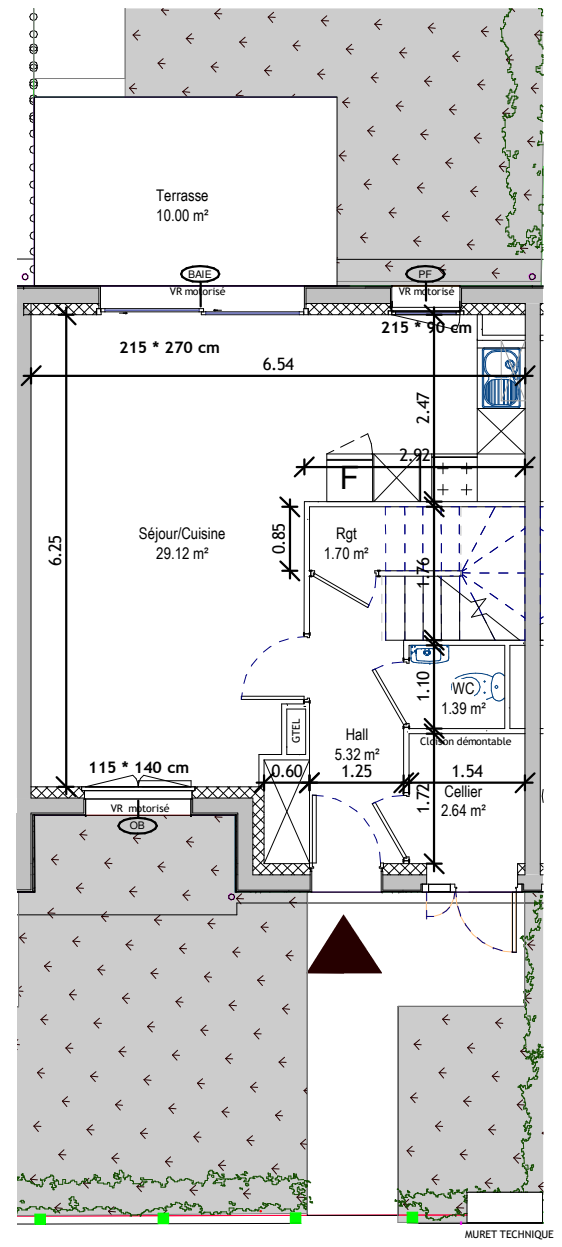 Terrasse
10.00 m²
BAIE
PF
VR motorisé
VR motorisé
215 * 270 cm
215 * 90 cm
6.54
2.47
2.92
F
Séjour/Cuisine
29.12 m²
6.25
0.85
Rgt
1.70 m²
1.76
1.10
WC
1.39 m²
GTEL
Hall
5.32 m²
Cloison démontable
115 * 140 cm
0.60
1.25
1.54
1.72
Cellier
2.64 m²
VR motorisé
OB
MURET TECHNIQUE